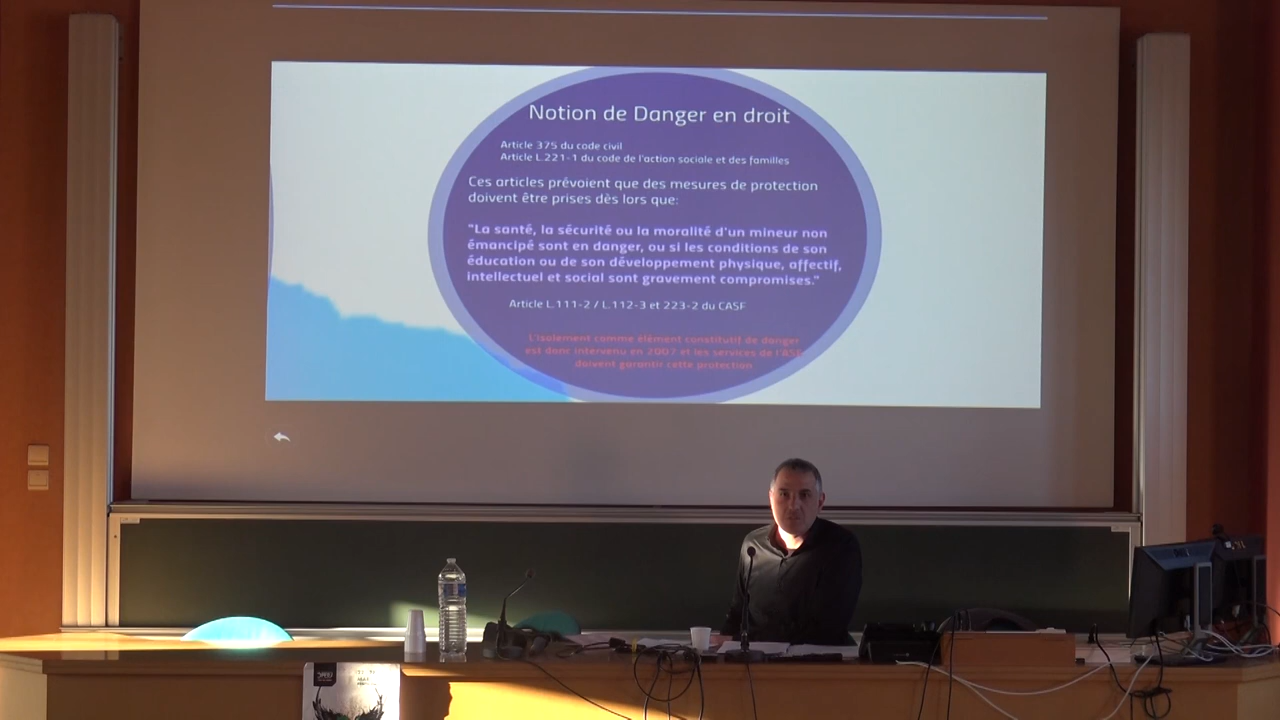 Notion de Danger en droit
Article 375 du code civil
Article L.221-1 du code de l'action sociale et des familles
Ces articles prévoient que des mesures de protection
doivent être prises dès lors que:
"La santé, la sécurité ou la moralité d'un mineur non
émancipé sont en danger, ou si les conditions de son
éducation ou de son développement physique, affectif,
intellectuel et social sont gravement compromises."
Article L.111-2 / L.112-3 et 223-2 du CASF
L'isolement comme élément constitutif de danger
est donc intervenu en 2007 et les services de l'ASE
doivent garantir cette protection